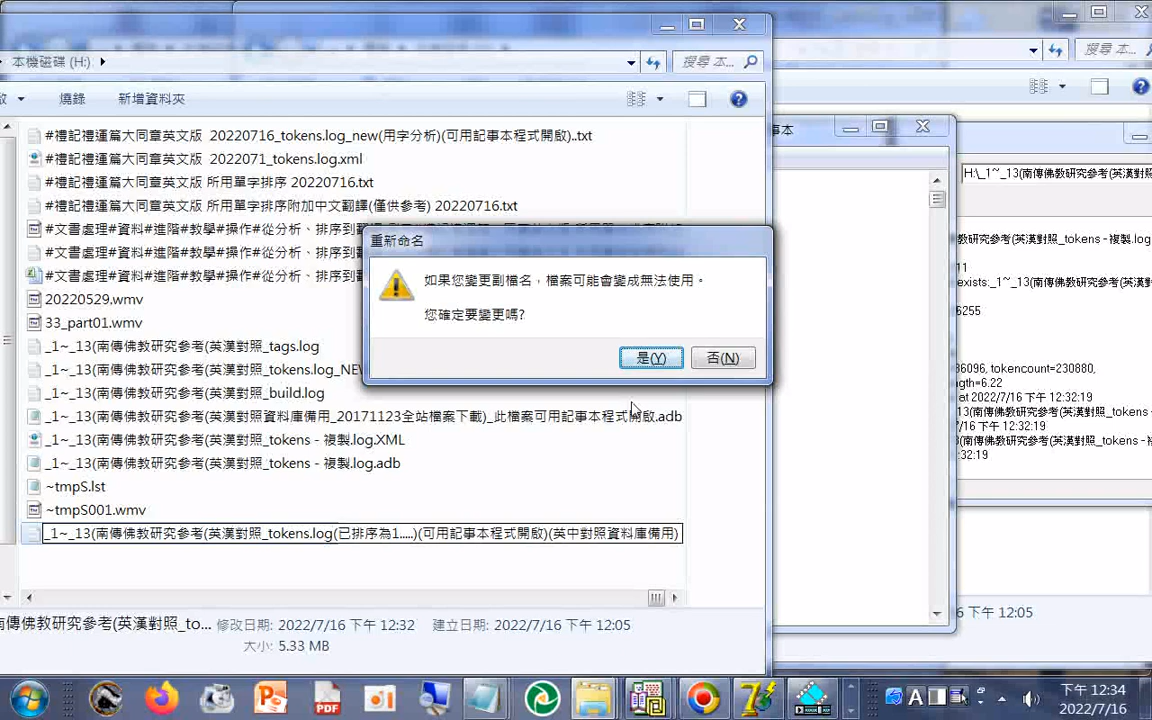 本機磁碟 (H:)
搜尋 本...
搜尋 本...
燒錄
新增資料夾
#禮記禮運篇大同章英文版 20220716_tokens.log_new(用字分析)(可用記事本程式開啟)..txt
#禮記禮運篇大同章英文版 2022071_tokens.log.xml
#禮記禮運篇大同章英文版 所用單字排序 20220716.txt
#禮記禮運篇大同章英文版 所用單字排序附加中文翻譯(僅供參考) 20220716.txt
#文書處理#資料#進階#教學#操作#從分析、排序到
#文書處理#資料#進階#教學#操作#從分析、排序到
20220529.wmv
33_part01.wmv
_1~_13(南傳佛教研究參考(英漢對照_tags.log
_1~_13(南傳佛教研究參考(英漢對照_tokens.log_NE
_1~_13(南傳佛教研究參考(英漢對照_build.log
_1~_13(南傳佛教研究參考(英漢對照資料庫備用_20171123全站檔案下載)_此檔案可用記事本程式開啟.adb
_1~_13(南傳佛教研究參考(英漢對照_tokens - 複製.log.XML
_1~_13(南傳佛教研究參考(英漢對照_tokens - 複製.log.adb
~tmpS.lst
~tmpS001.wmv
_1~_13(南傳佛教研究參考(英漢對照_tokens.log(已排序為1.....)(可用記事本程式開啟)(英中對照資料庫備用)
重新命名
如果您變更副檔名，檔案可能會變成無法使用。
您確定要變更嗎?
是(Y)
否(N)
事本
H:\_1~_13(南傳佛教研究參考(英漢對照
教研究參考(英漢對照_tokens - 複製.log
11
exists:_1~_13(南傳佛教研究參考(英漢
6255
36096, tokencount=230880,
ngth=6.22
at 2022/7/16 下午 12:32:19
13(南傳佛教研究參考(英漢對照_tokens
7/16 下午 12:32:19
3(南傳佛教研究參考(英漢對照_tokens
:32:19
6 下午 12:05
南傳佛教研究參考(英漢對照_to... 修改日期: 2022/7/16 下午 12:32 建立日期: 2022/7/16 下午 12:05
大小: 5.33 MB
PDF
A
下午 12:34
2022/7/16